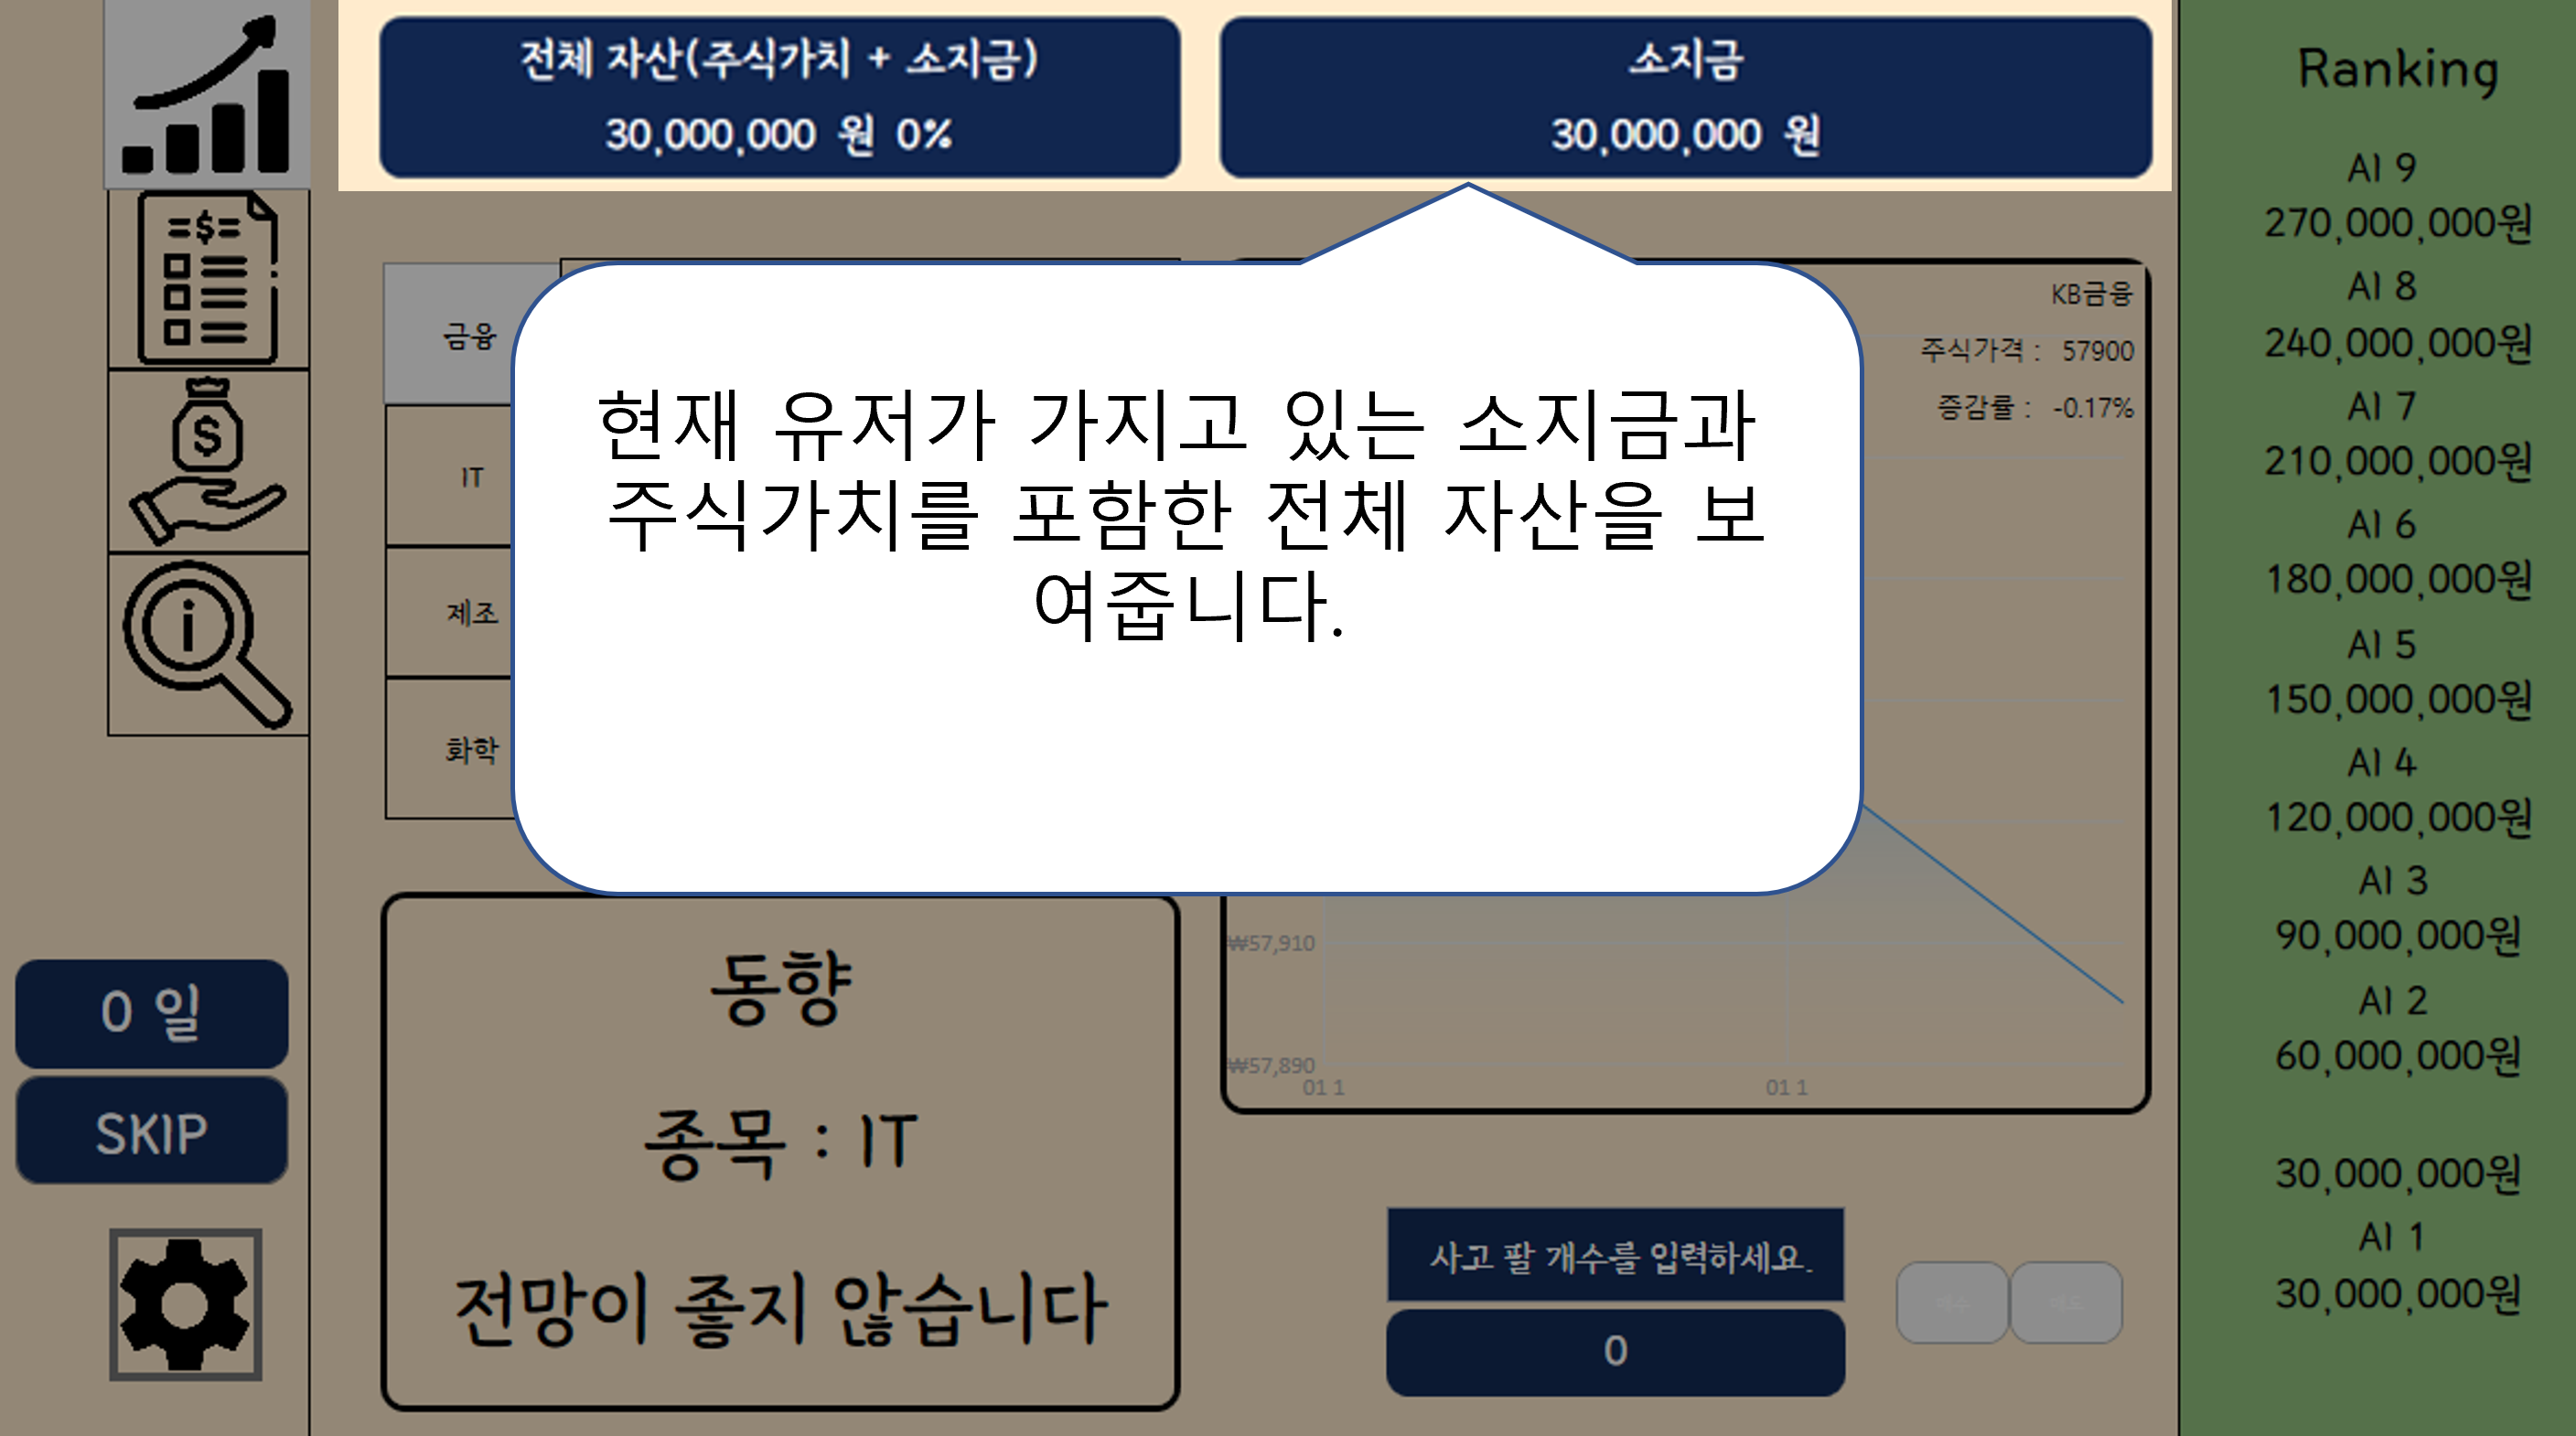 전체 자산(주식가치 + 소지금)
30,000,000 원 0%
소지금
30,000,000 원
현재 유저가 가지고 있는 소지금과
주식가치를 포함한 전체 자산을 보
여줍니다.
금융
IT
제조
화학
KB금융
주식가격 : 57900
증감률 : -0.17%
₩57,910
₩57,890
01 1
01 1
동향
종목 : IT
전망이 좋지 않습니다
사고 팔 개수를 입력하세요.
0
0 일
SKIP
Ranking
AI 9
270,000,000원
AI 8
240,000,000원
AI 7
210,000,000원
AI 6
180,000,000원
AI 5
150,000,000원
AI 4
120,000,000원
AI 3
90,000,000원
AI 2
60,000,000원
30,000,000원
AI 1
30,000,000원